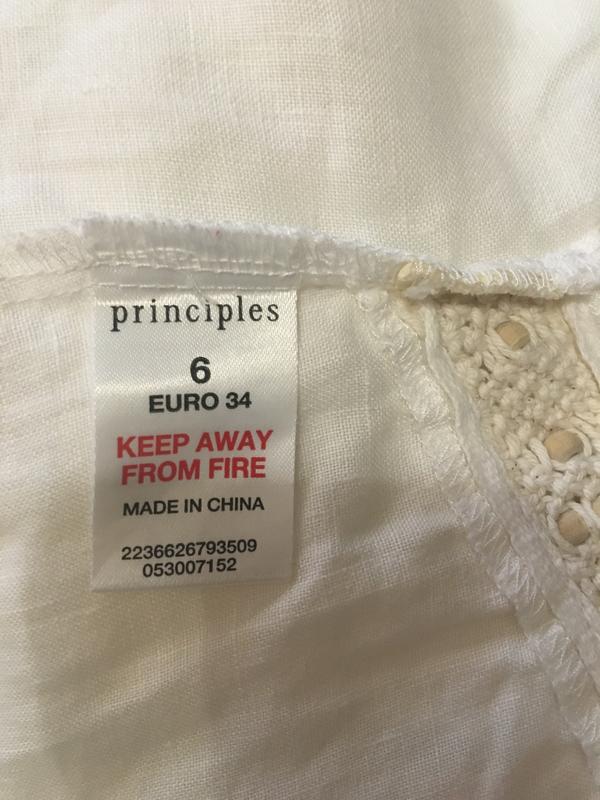 principles
6
EURO 34
KEEP AWAY
FROM FIRE
MADE IN CHINA
2236626793509
053007152